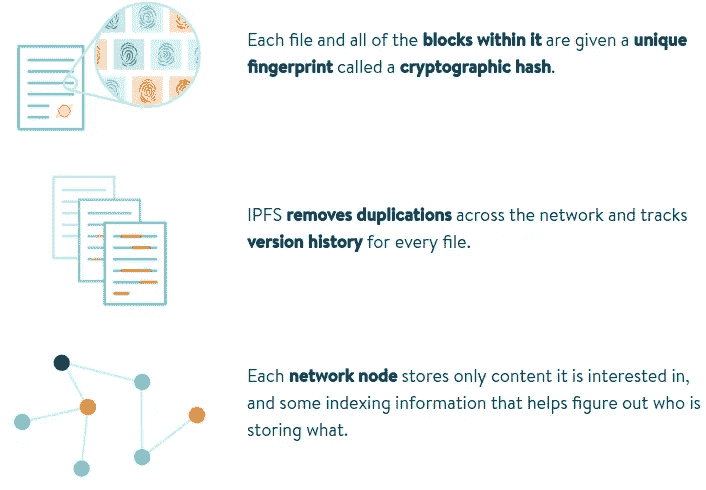 Each file and all of the blocks within it are given a unique
fingerprint called a cryptographic hash.
IPFS removes duplications across the network and tracks
version history for every file.
Each network node stores only content it is interested in,
and some indexing information that helps figure out who is
storing what.